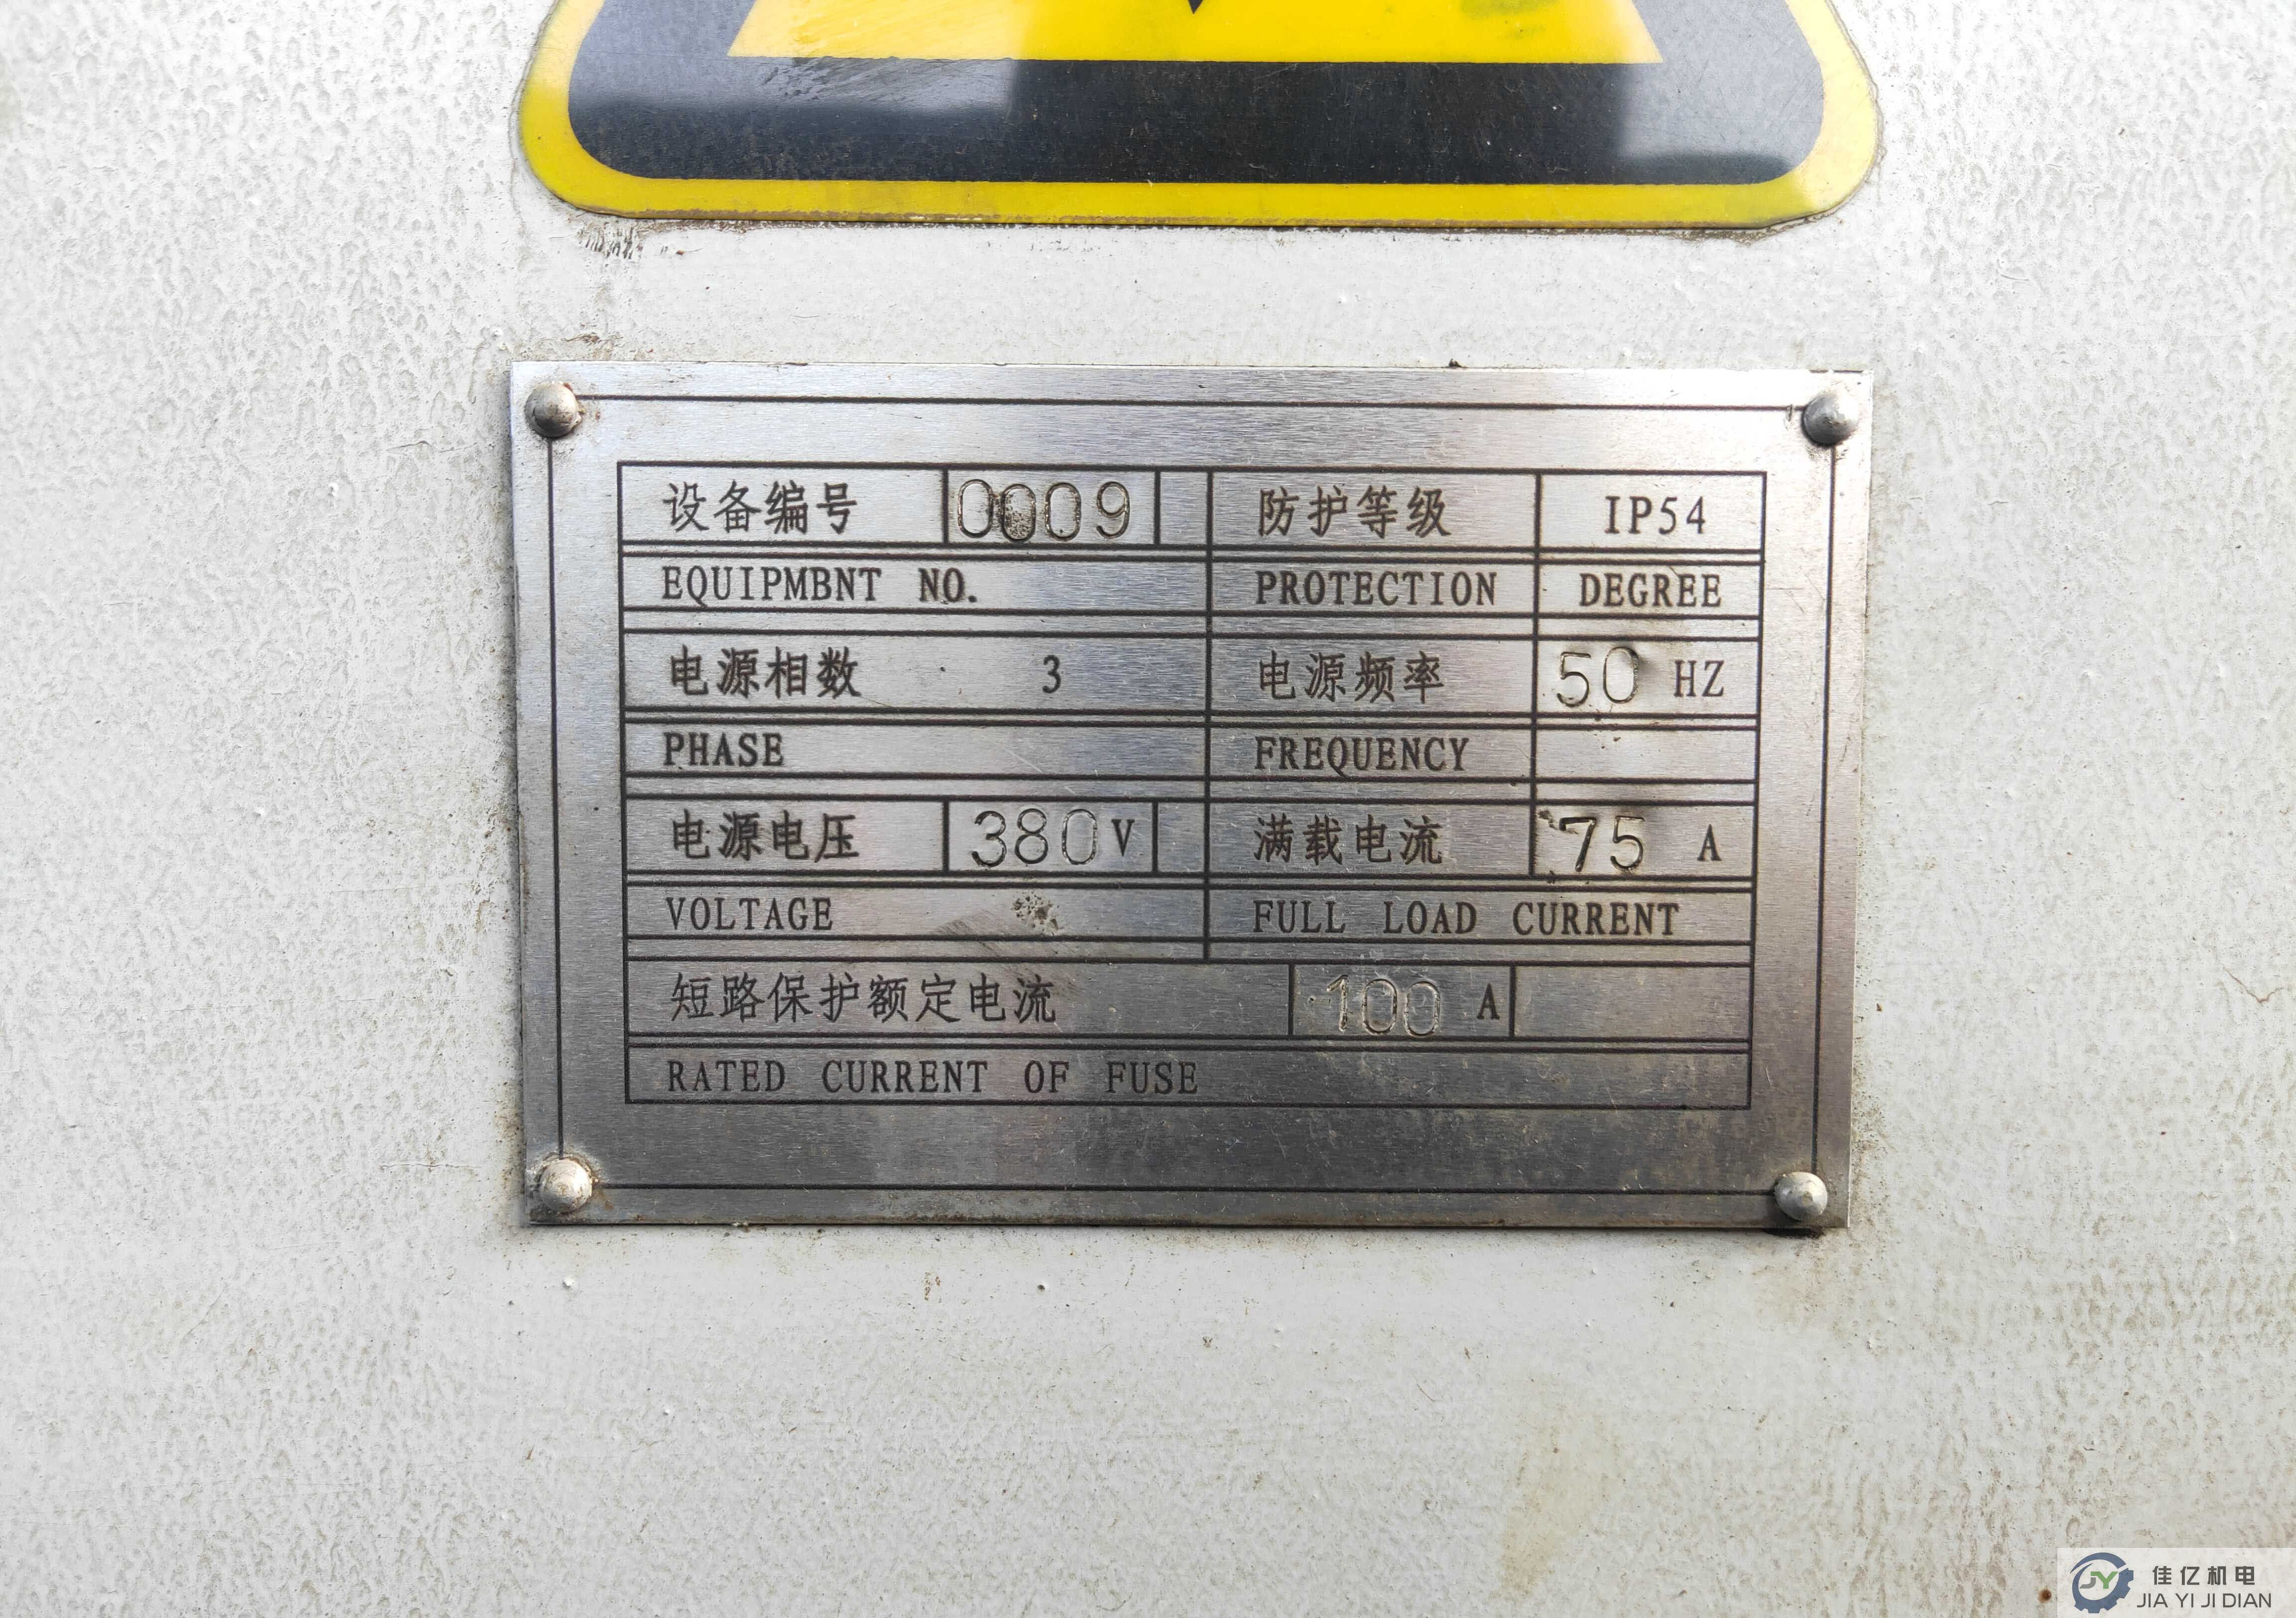 设备编号 0009 防护等级 IP54
EQUIPMBNT NO. PROTECTION DEGREE
电源相数 3 电源频率 50 HZ
PHASE FREQUENCY
电源电压 380 V 满载电流 75 A
VOLTAGE FULL LOAD CURRENT
短路保护额定电流 100 A
RATED CURRENT OF FUSE
JY 佳亿机电
JIA YI JI DIAN